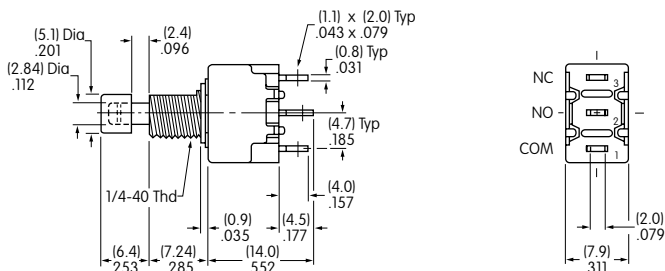 (5.1) Dia
.201
(2.84) Dia
.112
(2.4)
.096
(1.1) x (2.0) Typ
.043 x .079
(0.8) Typ
.031
(4.7) Typ
.185
(4.0)
.157
1/4-40 Thd
(0.9)
.035
(4.5)
.177
(6.4)
.253
(7.24)
.285
(14.0)
.552
NC
3
NO
2
COM
1
(2.0)
.079
(7.9)
.311